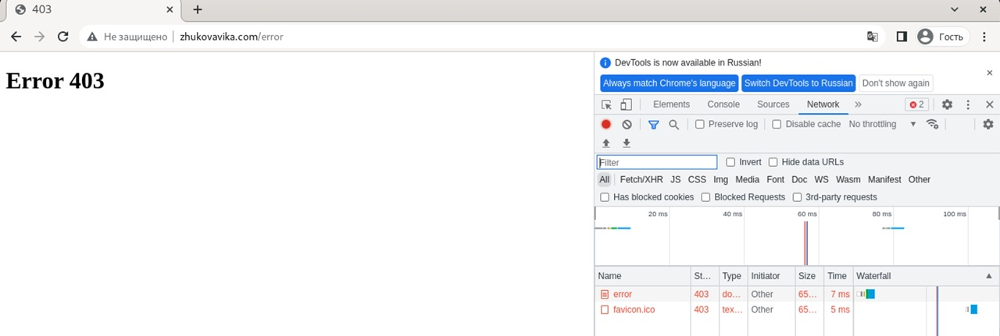 403
Не защищено
zhukovavika.com/error
Гость
Error 403
DevTools is now available in Russian!
Always match Chrome's language
Switch DevTools to Russian
Don't show again
Elements
Console
Sources
Network
2
Preserve log
Disable cache
No throttling
Filter
Invert
Hide data URLs
All
Fetch/XHR
JS
CSS
Img
Media
Font
Doc
WS
Wasm
Manifest
Other
Has blocked cookies
Blocked Requests
3rd-party requests
20 ms
40 ms
60 ms
80 ms
100 ms
Name St… Type Initiator Size Time Waterfall
error 403 do… Other 65… 7 ms
favicon.ico 403 tex… Other 65… 5 ms